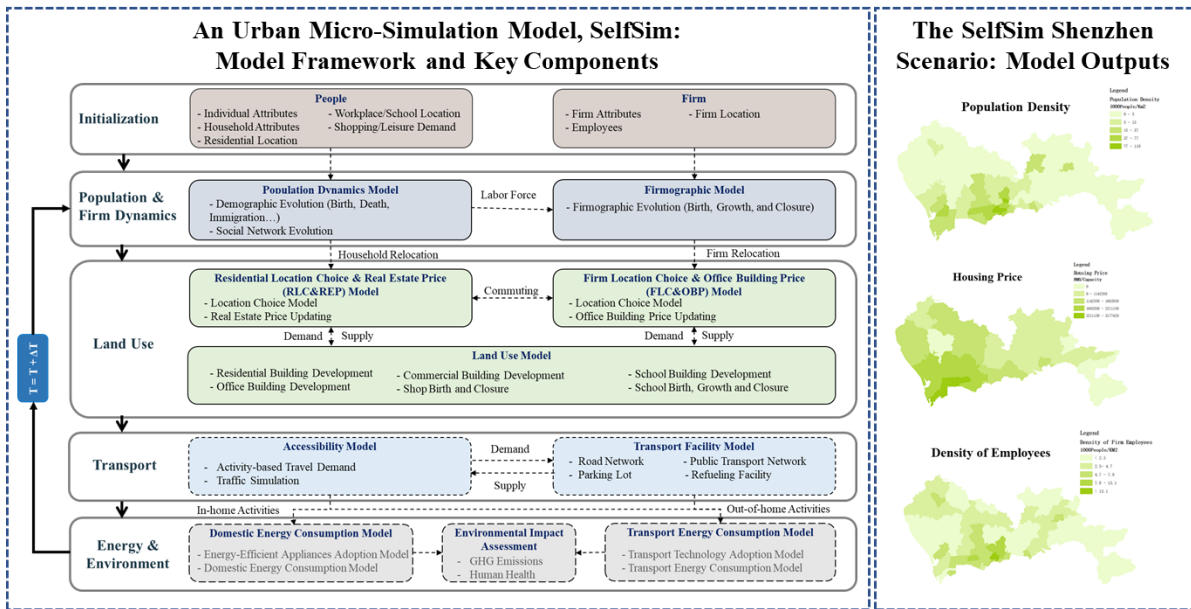 An Urban Micro-Simulation Model, SelfSim:
Model Framework and Key Components
Initialization
People
- Individual Attributes
- Household Attributes
- Residential Location
- Workplace/School Location
- Shopping/Leisure Demand
Firm
- Firm Attributes
- Employees
- Firm Location
Population &
Firm Dynamics
Population Dynamics Model
- Demographic Evolution (Birth, Death,
Immigration…)
- Social Network Evolution
Labor Force
Firmographic Model
- Firmographic Evolution (Birth, Growth, and Closure)
Household Relocation
Firm Relocation
Land Use
Residential Location Choice & Real Estate Price
(RLC&REP) Model
- Location Choice Model
- Real Estate Price Updating
Commuting
Firm Location Choice & Office Building Price
(FLC&OBP) Model
- Location Choice Model
- Office Building Price Updating
Demand
Supply
Demand
Supply
Land Use Model
- Residential Building Development
- Office Building Development
- Commercial Building Development
- Shop Birth and Closure
- School Building Development
- School Birth, Growth and Closure
T = T + ΔT
Transport
Accessibility Model
- Activity-based Travel Demand
- Traffic Simulation
Demand
Supply
Transport Facility Model
- Road Network
- Parking Lot
- Public Transport Network
- Refueling Facility
In-home Activities
Out-of-home Activities
Energy &
Environment
Domestic Energy Consumption Model
- Energy-Efficient Appliances Adoption Model
- Domestic Energy Consumption Model
Environmental Impact
Assessment
- GHG Emissions
- Human Health
Transport Energy Consumption Model
- Transport Technology Adoption Model
- Transport Energy Consumption Model
The SelfSim Shenzhen
Scenario: Model Outputs
Population Density
Legend
Population Density
1000People/Km2
Housing Price
Legend
Housing Price
Density of Employees
Legend
Density of Firm Employees
1000People/KM2